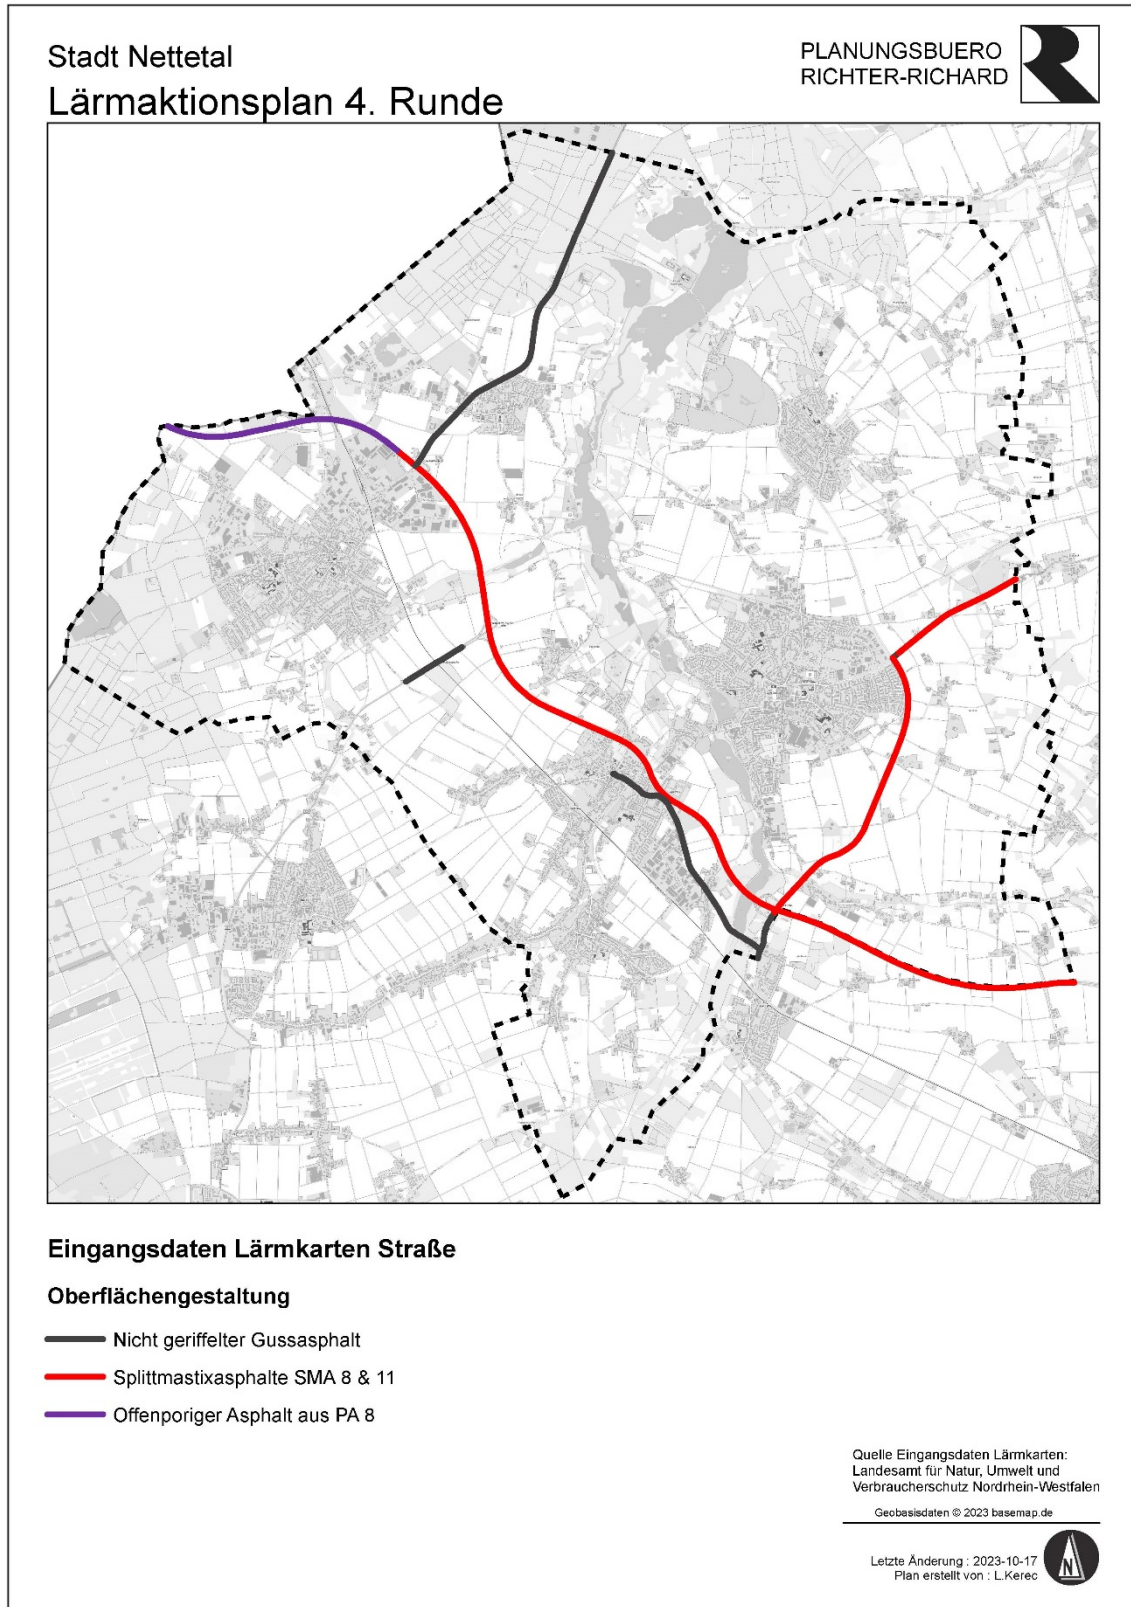 Stadt Nettetal
Lärmaktionsplan 4. Runde
PLANUNGSBUERO
RICHTER-RICHARD
Eingangsdaten Lärmkarten Straße
Oberflächengestaltung
Nicht geriffelter Gussasphalt
Splittmastixasphalte SMA 8 & 11
Offenporiger Asphalt aus PA 8
Quelle Eingangsdaten Lärmkarten:
Landesamt für Natur, Umwelt und
Verbraucherschutz Nordrhein-Westfalen
Geobasisdaten © 2023 basemap.de
Letzte Änderung : 2023-10-17
Plan erstellt von : L.Kerec
N